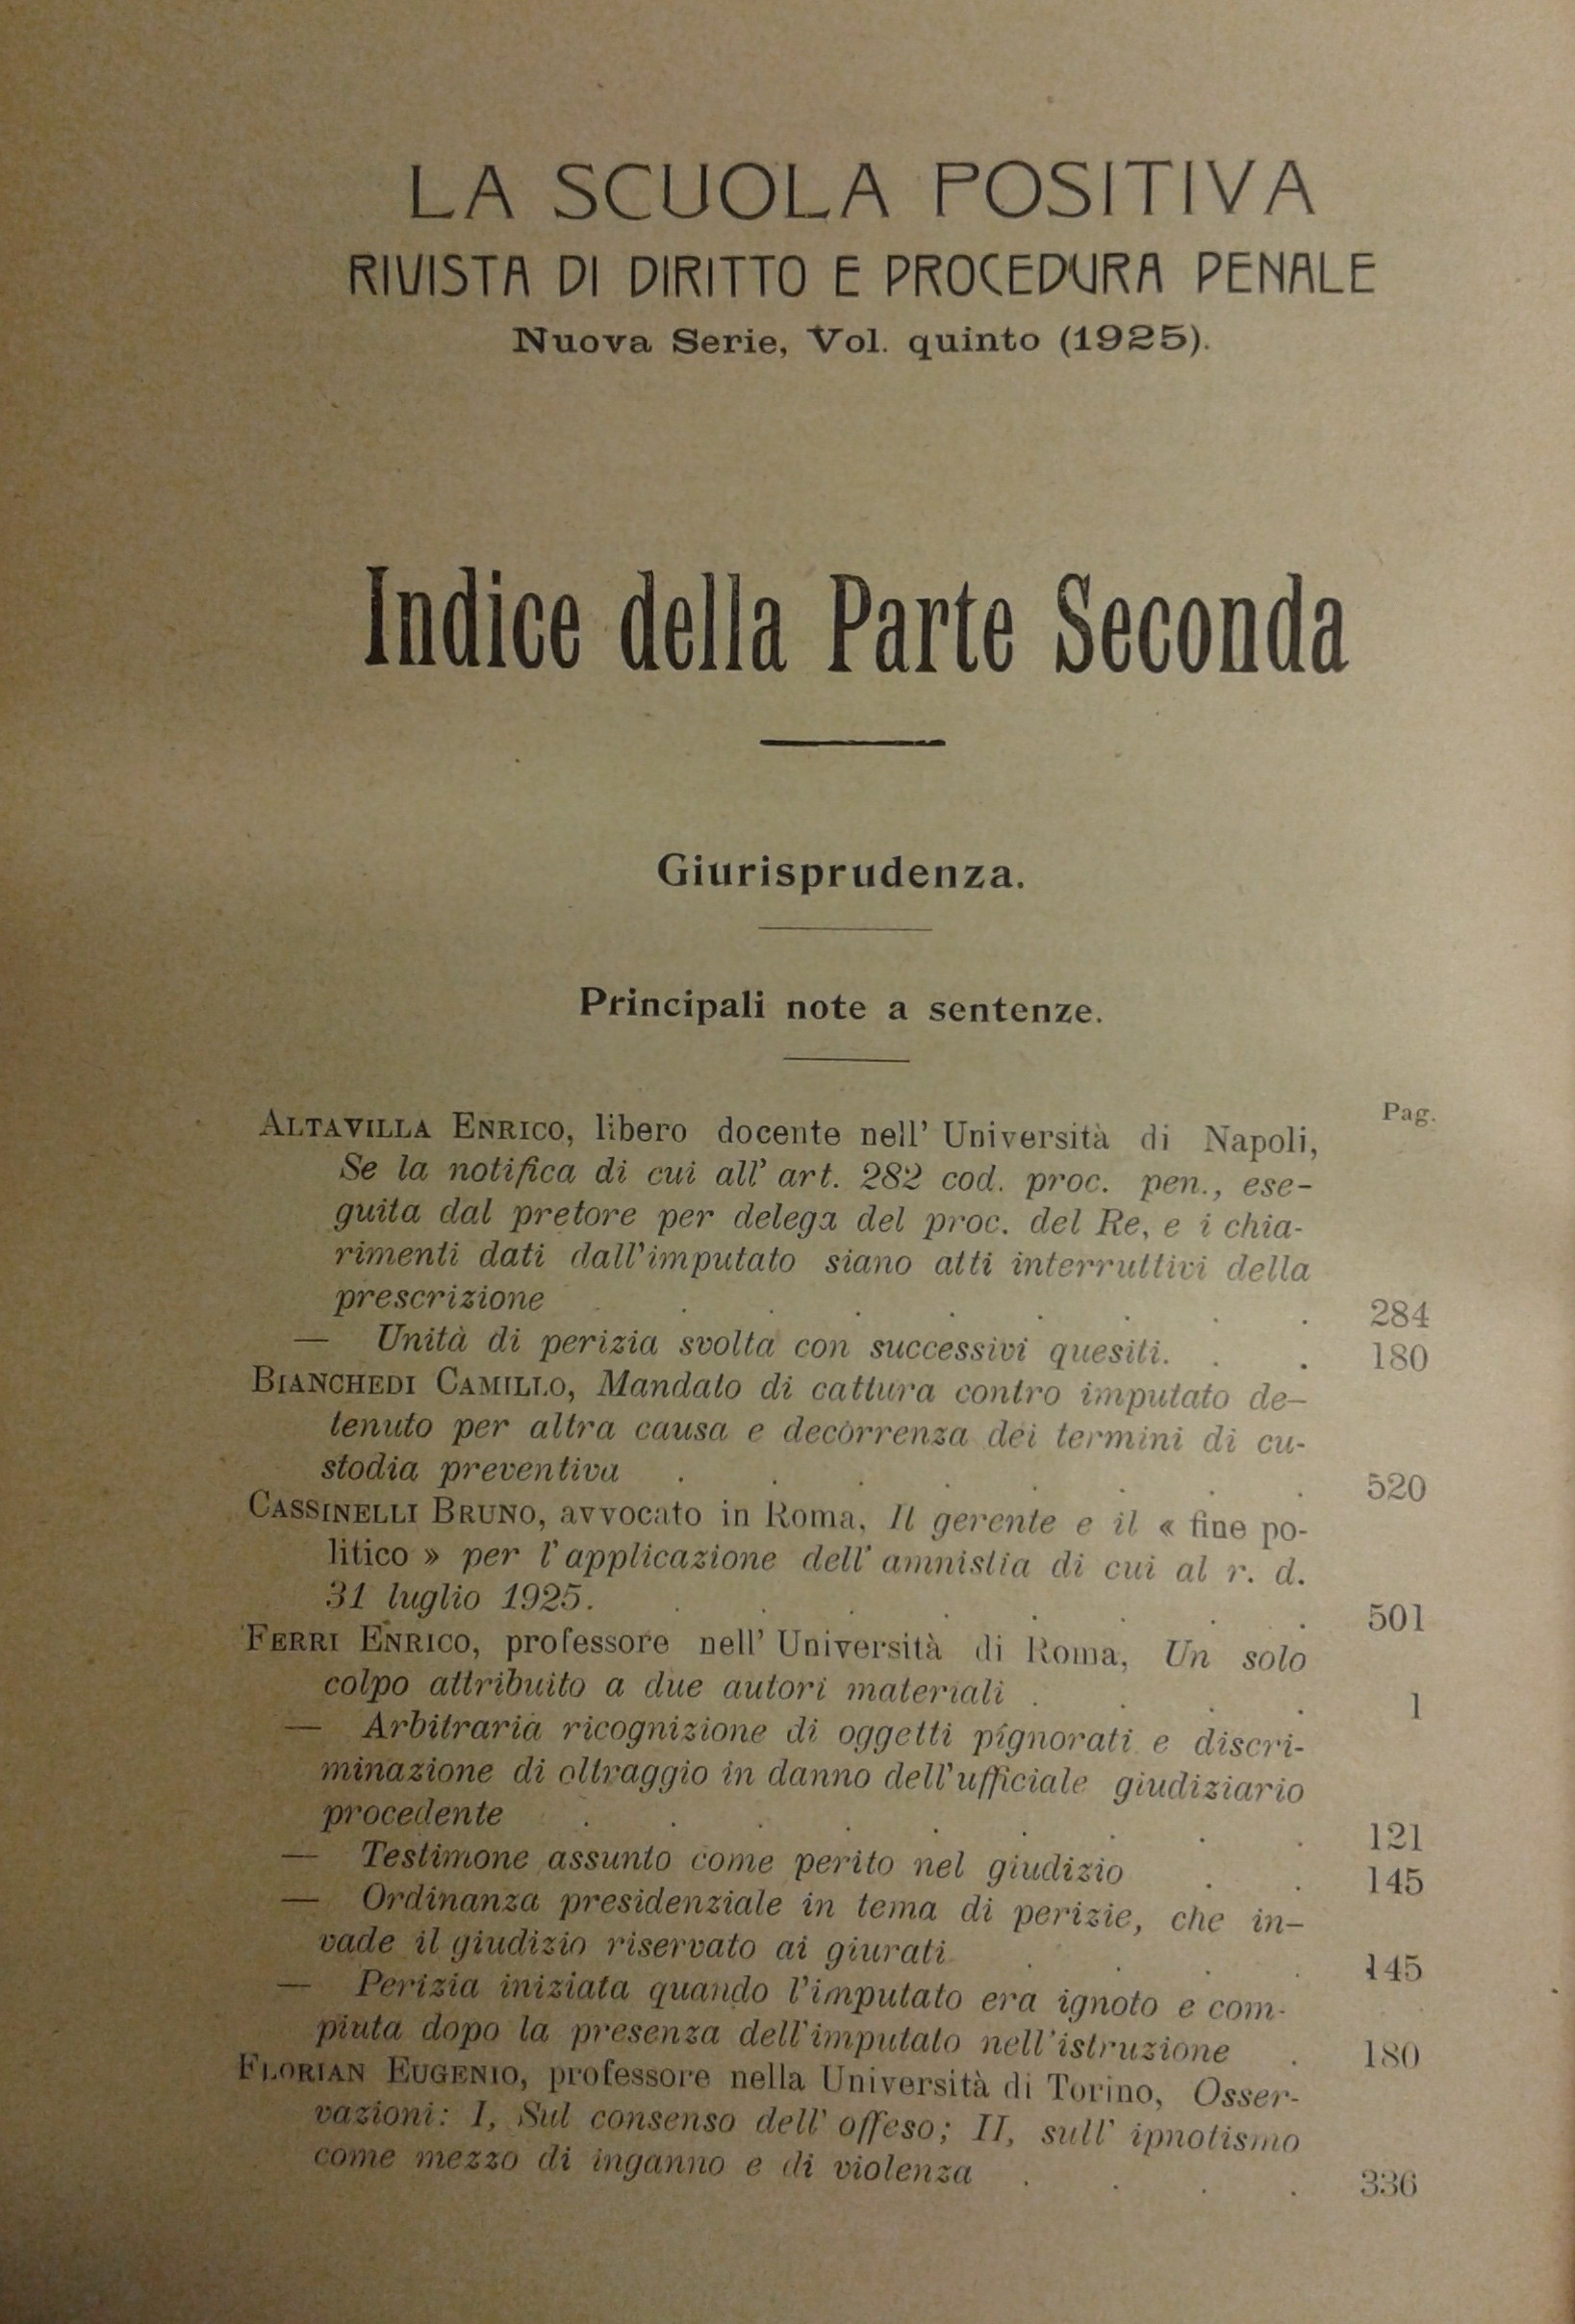 LA SCUOLA POSITIVA
RIVISTA DI DIRITTO E PROCEDURA PENALE
Nuova Serie, Vol. quinto (1925).
Indice della Parte Seconda
Giurisprudenza.
Principali note a sentenze.
Pag.
ALTAVILLA ENRICO, libero docente nell' Università di Napoli,
Se la notifica di cui all' art. 282 cod. proc. pen., ese-
guita dal pretore per delega del proc. del Re, e i chia-
rimenti dati dall'imputato siano atti interruttivi della
prescrizione . . . . . . . . 284
— Unità di perizia svolta con successivi quesiti. . . 180
BIANCHEDI CAMILLO, Mandato di cattura contro imputato de-
tenuto per altra causa e decorrenza dei termini di cu-
stodia preventiva . . . . . . . . 520
CASSINELLI BRUNO, avvocato in Roma, Il gerente e il « fine po-
litico » per l'applicazione dell' amnistia di cui al r. d.
31 luglio 1925. . . . . . . . . 501
FERRI ENRICO, professore nell' Università di Roma, Un solo
colpo attribuito a due autori materiali . . . . 1
— Arbitraria ricognizione di oggetti pignorati e discri-
minazione di oltraggio in danno dell'ufficiale giudiziario
procedente . . . . . . . . . 121
— Testimone assunto come perito nel giudizio . . 145
— Ordinanza presidenziale in tema di perizie, che in-
vade il giudizio riservato ai giurati . . . . 145
— Perizia iniziata quando l'imputato era ignoto e com-
piuta dopo la presenza dell'imputato nell'istruzione . 180
FLORIAN EUGENIO, professore nella Università di Torino, Osser-
vazioni: I, Sul consenso dell' offeso; II, sull' ipnotismo
come mezzo di inganno e di violenza . . . . 336